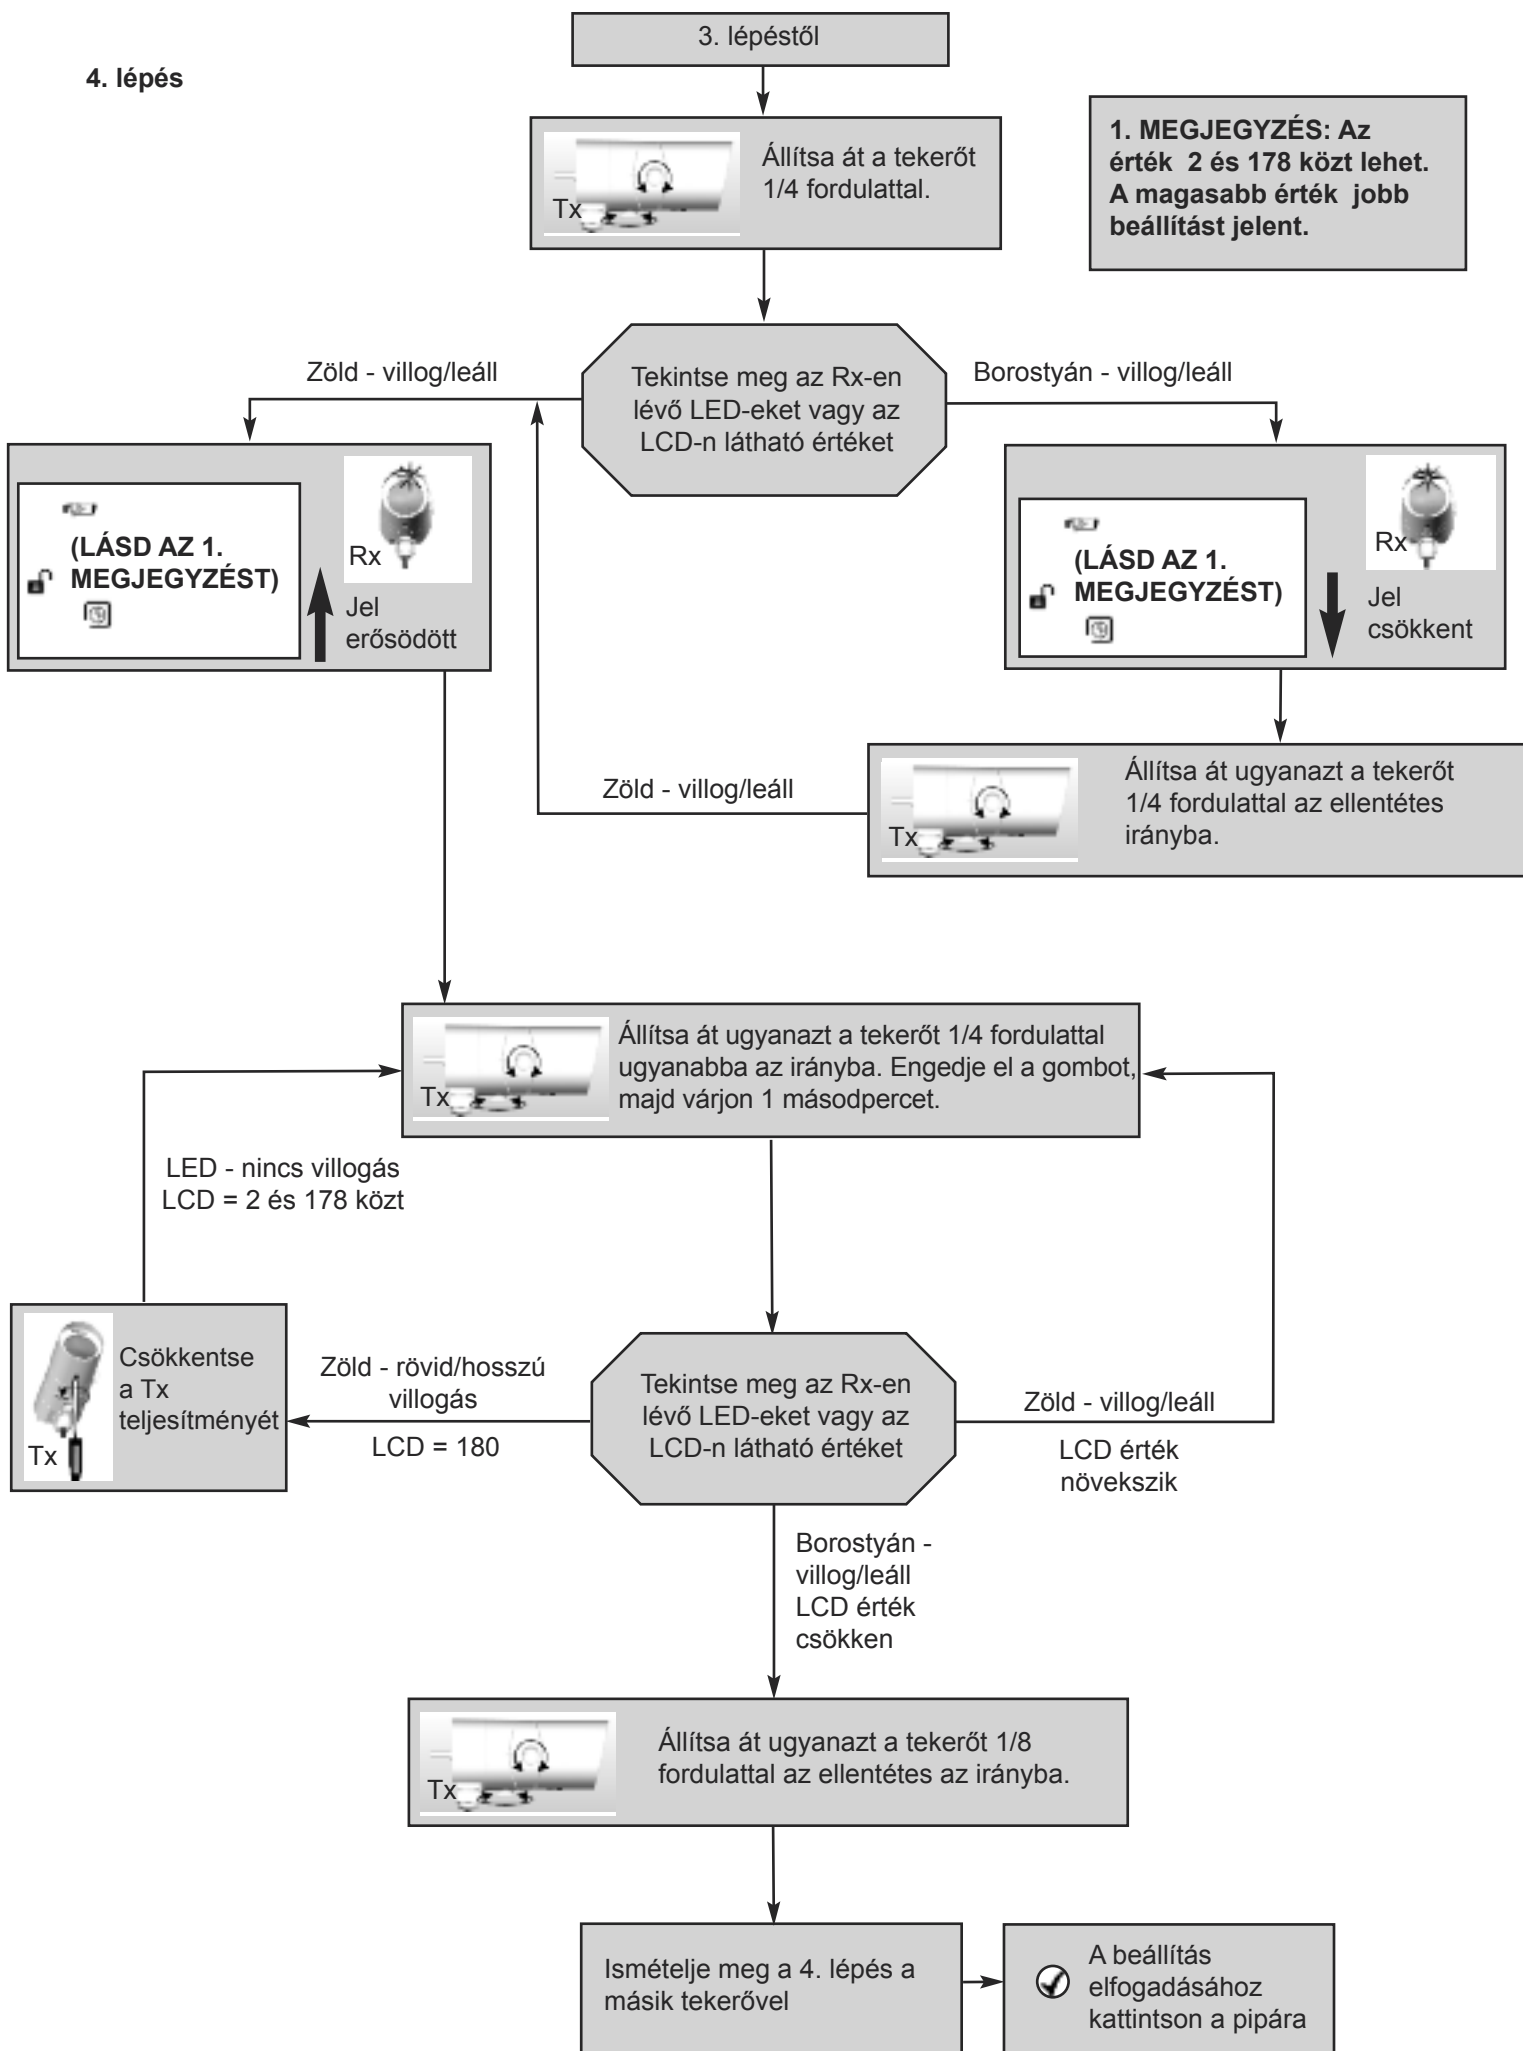 3. lépéstől
4. lépés
Tx
Állítsa át a tekerőt
1/4 fordulattal.
1. MEGJEGYZÉS: Az
érték  2 és 178 közt lehet.
A magasabb érték  jobb
beállítást jelent.
Zöld - villog/leáll
Tekintse meg az Rx-en
lévő LED-eket vagy az
LCD-n látható értéket
Borostyán - villog/leáll
(LÁSD AZ 1.
MEGJEGYZÉST)
Rx
Jel
erősödött
(LÁSD AZ 1.
MEGJEGYZÉST)
Rx
Jel
csökkent
Zöld - villog/leáll
Tx
Állítsa át ugyanazt a tekerőt
1/4 fordulattal az ellentétes
irányba.
Tx
Állítsa át ugyanazt a tekerőt 1/4 fordulattal
ugyanabba az irányba. Engedje el a gombot,
majd várjon 1 másodpercet.
LED - nincs villogás
LCD = 2 és 178 közt
Tx
Csökkentse
a Tx
teljesítményét
Zöld - rövid/hosszú
villogás
LCD = 180
Tekintse meg az Rx-en
lévő LED-eket vagy az
LCD-n látható értéket
Zöld - villog/leáll
LCD érték
növekszik
Borostyán -
villog/leáll
LCD érték
csökken
Tx
Állítsa át ugyanazt a tekerőt 1/8
fordulattal az ellentétes az irányba.
Ismételje meg a 4. lépés a
másik tekerővel
A beállítás
elfogadásához
kattintson a pipára